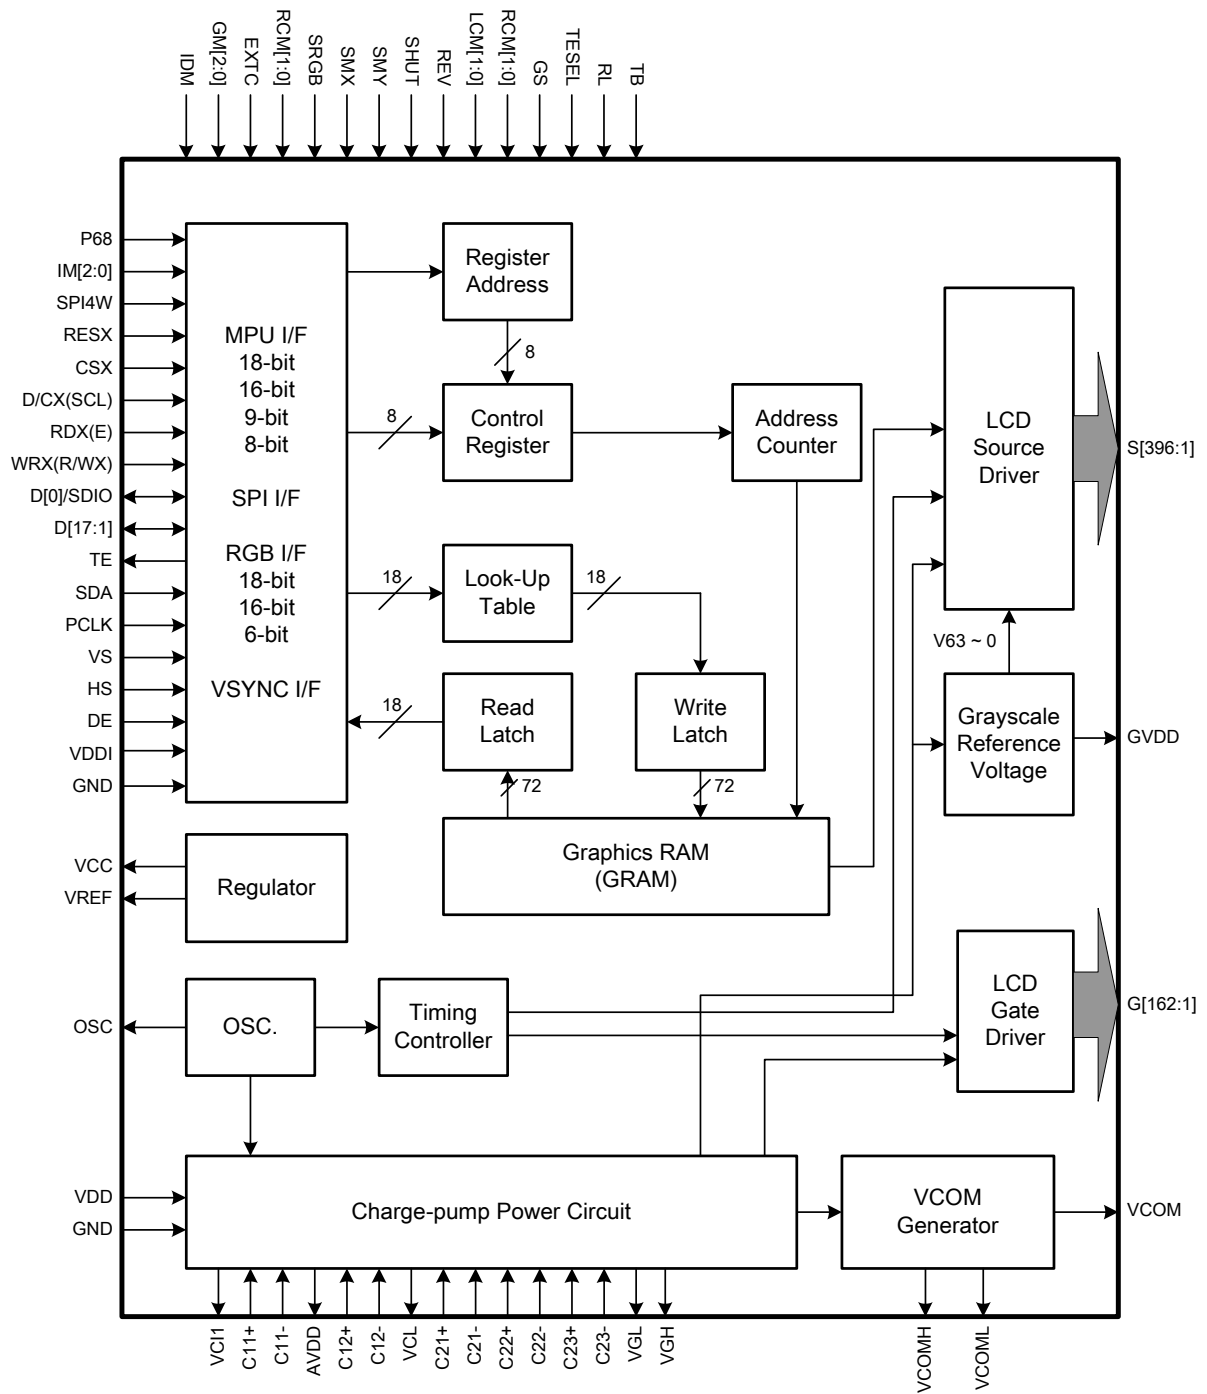 IDM
GM[2:0]
EXTC
RCM[1:0]
SRGB
SMX
SMY
SHUT
REV
LCM[1:0]
RCM[1:0]
GS
TESEL
RL
TB
P68
IM[2:0]
SPI4W
RESX
CSX
D/CX(SCL)
RDX(E)
WRX(R/WX)
D[0]/SDIO
D[17:1]
TE
SDA
PCLK
VS
HS
DE
VDDI
GND
MPU I/F
18-bit
16-bit
9-bit
8-bit
SPI I/F
RGB I/F
18-bit
16-bit
6-bit
VSYNC I/F
Register
Address
8
8
Control
Register
Address
Counter
18
Look-Up
Table
18
18
Read
Latch
Write
Latch
72
72
Graphics RAM
(GRAM)
LCD
Source
Driver
S[396:1]
V63 ~ 0
Grayscale
Reference
Voltage
GVDD
VCC
VREF
Regulator
LCD
Gate
Driver
G[162:1]
OSC
OSC.
Timing
Controller
VDD
GND
Charge-pump Power Circuit
VCOM
Generator
VCOM
VCI1
C11+
C11-
AVDD
C12+
C12-
VCL
C21+
C21-
C22+
C22-
C23+
C23-
VGL
VGH
VCOMH
VCOML